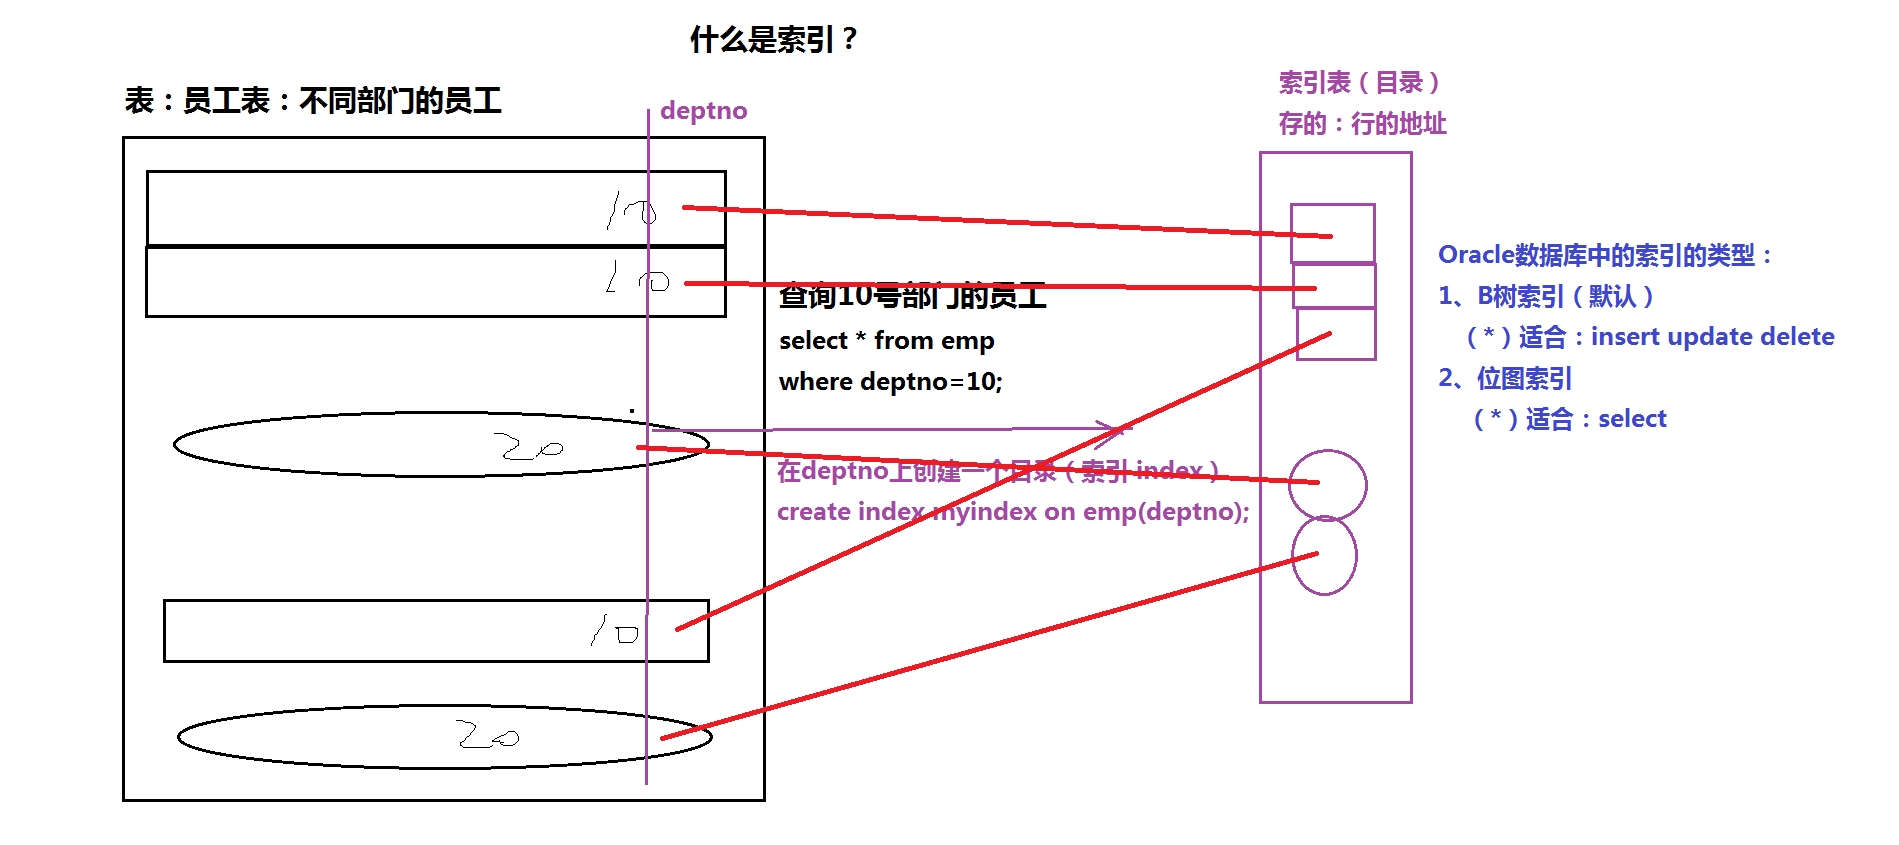 什么是索引？
表：员工表：不同部门的员工
deptno
10
10
20
10
20
查询10号部门的员工
select * from emp
where deptno=10;
在deptno上创建一个目录（索引 index）
create index myindex on emp(deptno);
索引表（目录）
存的：行的地址
Oracle数据库中的索引的类型：
1、B树索引（默认）
（*）适合：insert update delete
2、位图索引
（*）适合：select